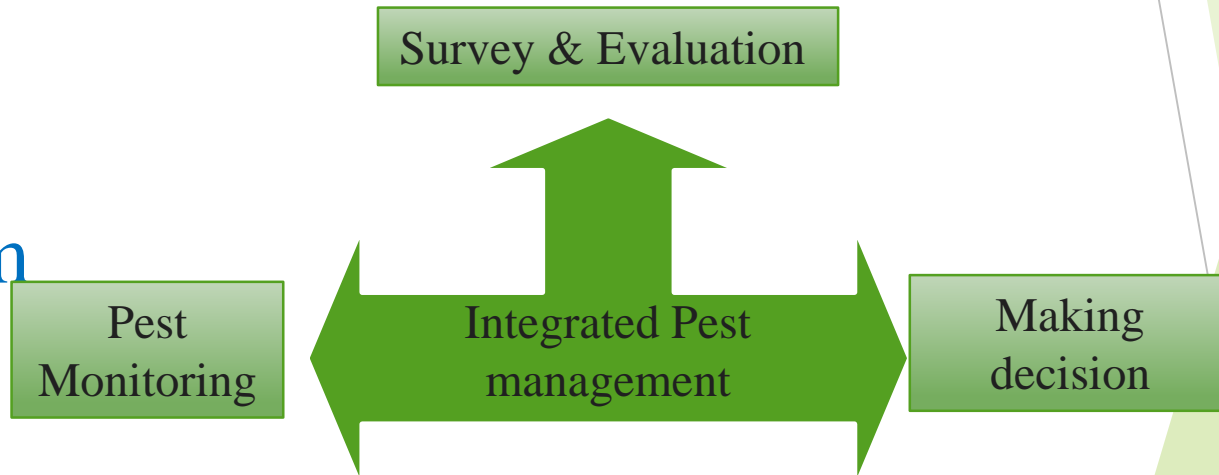 Survey & Evaluation
Pest
Monitoring
Integrated Pest
management
Making
decision